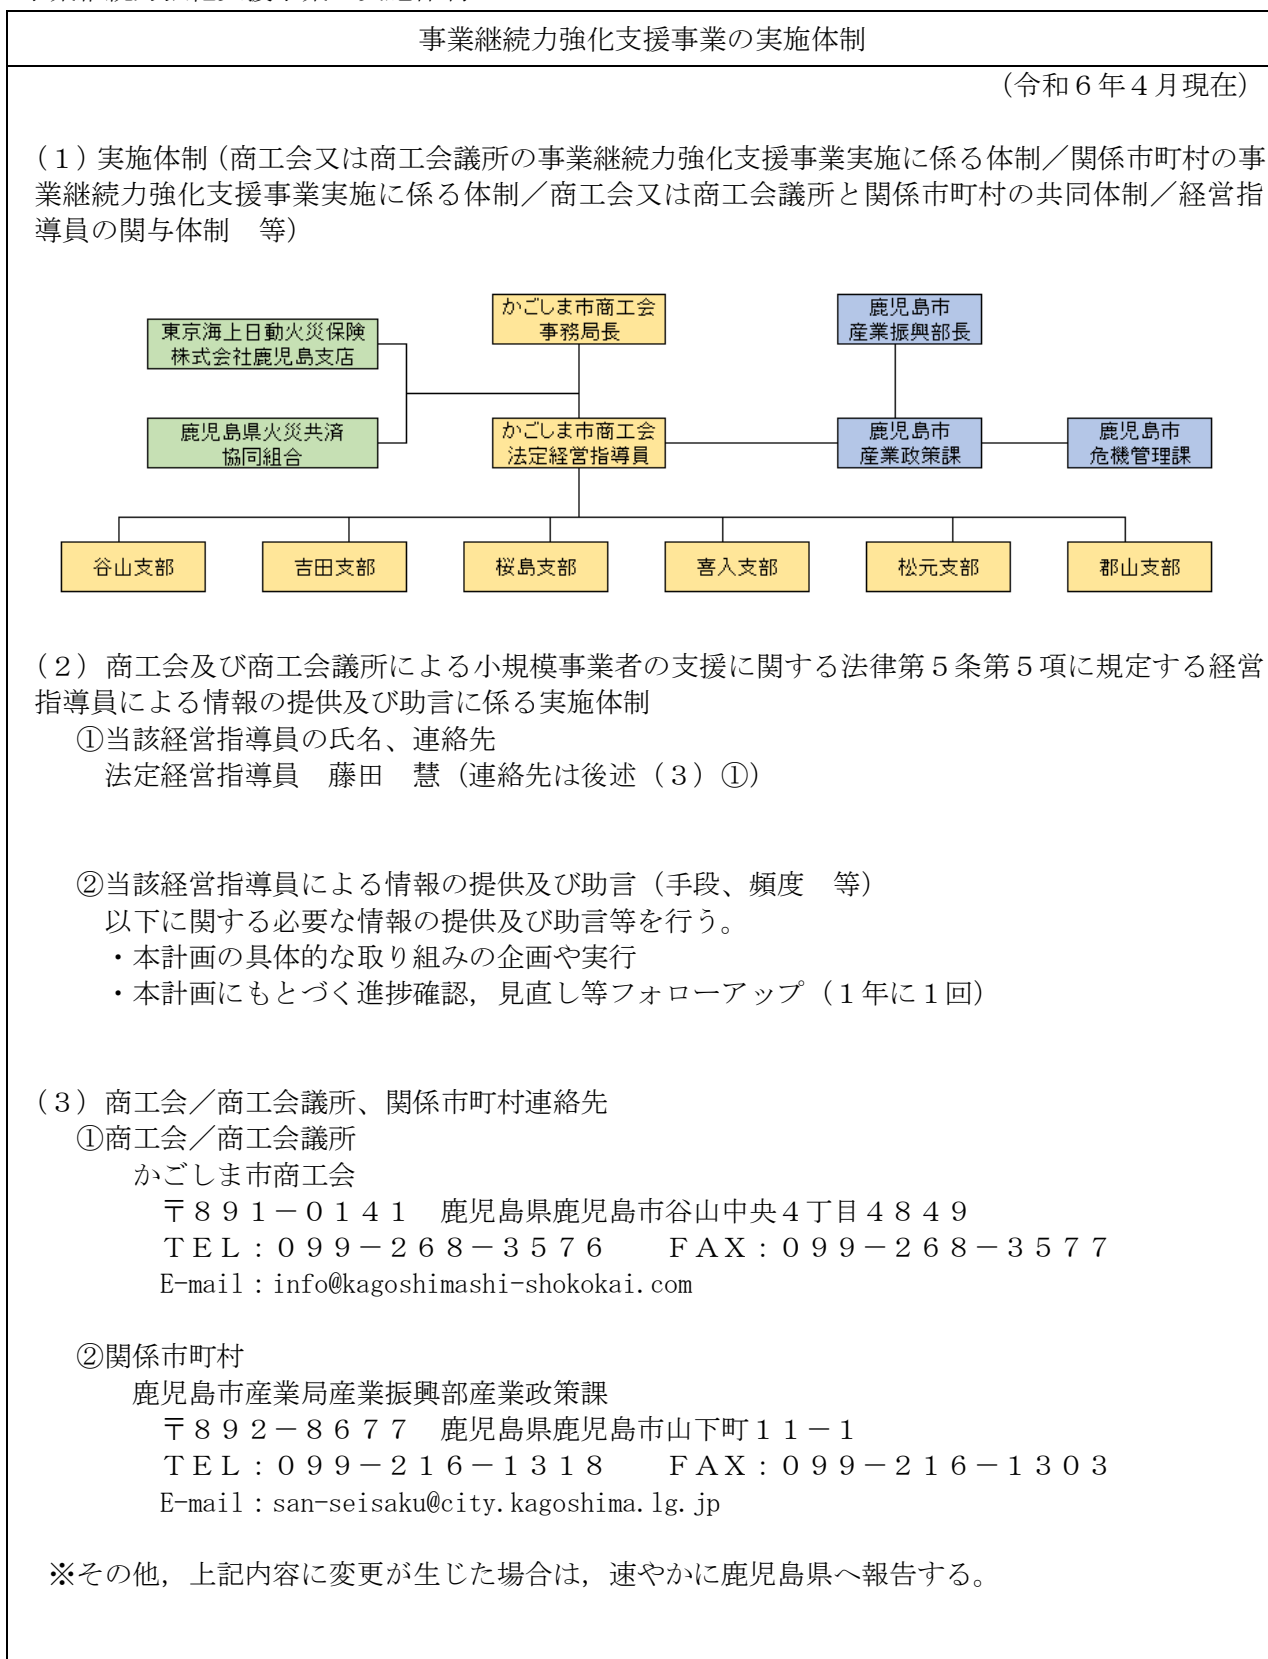 事業継続力強化支援事業の実施体制
（令和６年４月現在）
（１）実施体制（商工会又は商工会議所の事業継続力強化支援事業実施に係る体制／関係市町村の事
業継続力強化支援事業実施に係る体制／商工会又は商工会議所と関係市町村の共同体制／経営指
導員の関与体制　等）
かごしま市商工会
事務局長
鹿児島市
産業振興部長
東京海上日動火災保険
株式会社鹿児島支店
鹿児島県火災共済
協同組合
かごしま市商工会
法定経営指導員
鹿児島市
産業政策課
鹿児島市
危機管理課
谷山支部
吉田支部
桜島支部
喜入支部
松元支部
郡山支部
（２）商工会及び商工会議所による小規模事業者の支援に関する法律第５条第５項に規定する経営
指導員による情報の提供及び助言に係る実施体制
①当該経営指導員の氏名、連絡先
法定経営指導員　藤田　慧（連絡先は後述（３）①）
②当該経営指導員による情報の提供及び助言（手段、頻度　等）
以下に関する必要な情報の提供及び助言等を行う。
・本計画の具体的な取り組みの企画や実行
・本計画にもとづく進捗確認，見直し等フォローアップ（１年に１回）
（３）商工会／商工会議所、関係市町村連絡先
①商工会／商工会議所
かごしま市商工会
〒８９１－０１４１　鹿児島県鹿児島市谷山中央４丁目４８４９
ＴＥＬ：０９９－２６８－３５７６　　ＦＡＸ：０９９－２６８－３５７７
E-mail：info@kagoshimashi-shokokai.com
②関係市町村
鹿児島市産業局産業振興部産業政策課
〒８９２－８６７７　鹿児島県鹿児島市山下町１１－１
ＴＥＬ：０９９－２１６－１３１８　　ＦＡＸ：０９９－２１６－１３０３
E-mail：san-seisaku@city.kagoshima.lg.jp
※その他，上記内容に変更が生じた場合は，速やかに鹿児島県へ報告する。